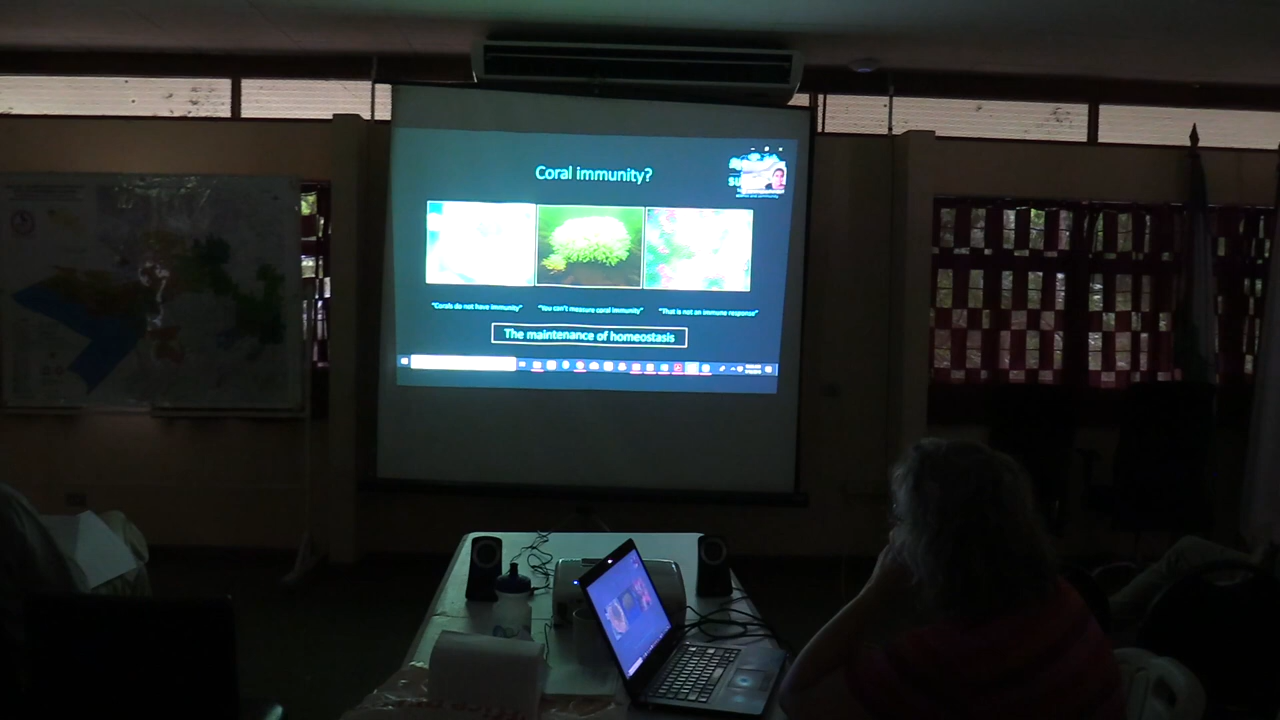 Coral immunity?
"Corals do not have immunity"
"You can't measure coral immunity"
"That is not an immune response"
The maintenance of homeostasis